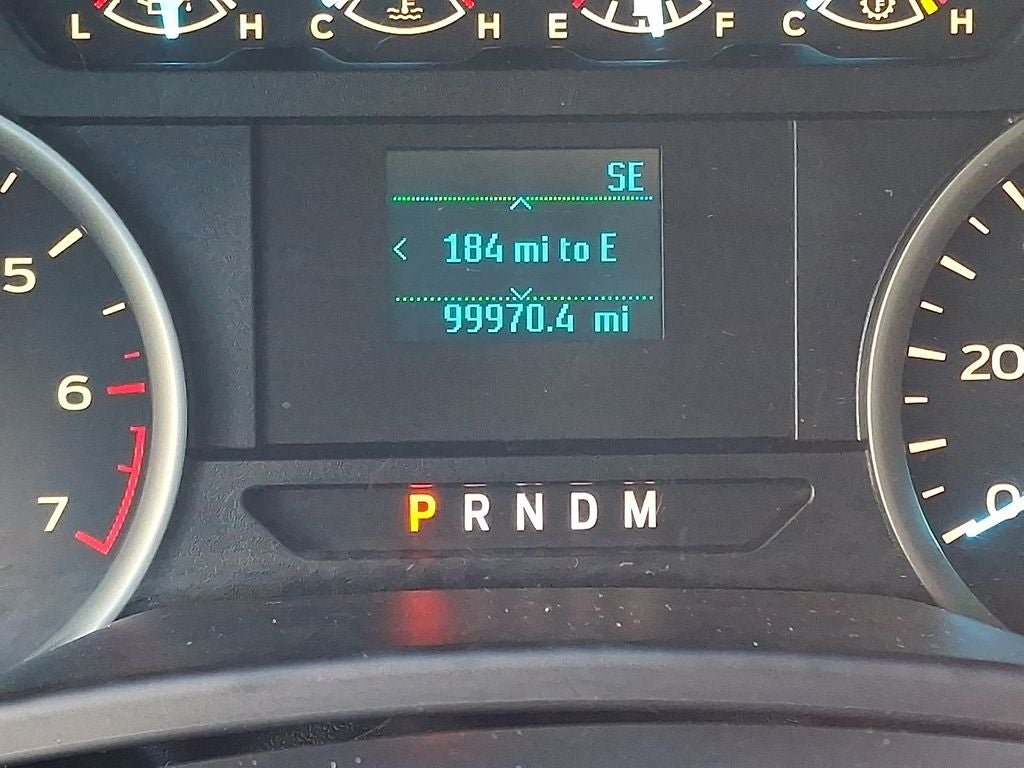 L H C F H E F C F H
SE
184 mi to E
99970.4 mi
5
6
7
20
0
P R N D M